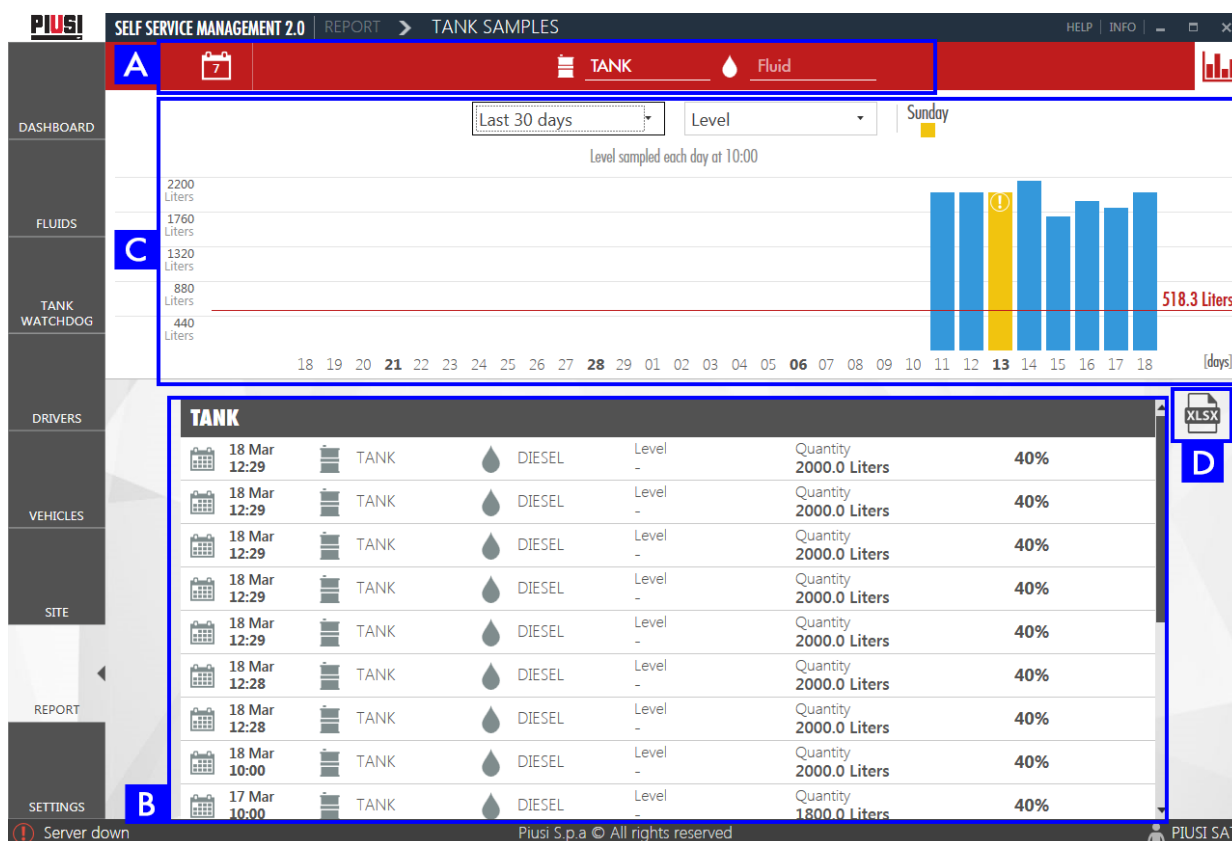 PIUSI SELF SERVICE MANAGEMENT 2.0 REPORT TANK SAMPLES HELP INFO
A 7 TANK Fluid
DASHBOARD
FLUIDS
TANK
WATCHDOG
DRIVERS
VEHICLES
SITE
REPORT
SETTINGS
C
Last 30 days Level Sunday
Level sampled each day at 10:00
2200
Liters
1760
Liters
1320
Liters
880
Liters
518.3 Liters
440
Liters
18 19 20 21 22 23 24 25 26 27 28 29 01 02 03 04 05 06 07 08 09 10 11 12 13 14 15 16 17 18 [days]
XLSX
D
TANK
18 Mar Level Quantity
12:29 TANK DIESEL - 2000.0 Liters 40%
18 Mar Level Quantity
12:29 TANK DIESEL - 2000.0 Liters 40%
18 Mar Level Quantity
12:29 TANK DIESEL - 2000.0 Liters 40%
18 Mar Level Quantity
12:29 TANK DIESEL - 2000.0 Liters 40%
18 Mar Level Quantity
12:29 TANK DIESEL - 2000.0 Liters 40%
18 Mar Level Quantity
12:28 TANK DIESEL - 2000.0 Liters 40%
18 Mar Level Quantity
12:28 TANK DIESEL - 2000.0 Liters 40%
18 Mar Level Quantity
10:00 TANK DIESEL - 2000.0 Liters 40%
17 Mar Level Quantity
10:00 TANK DIESEL - 1800.0 Liters 40%
B
Server down Piusi S.p.a © All rights reserved PIUSI SAT